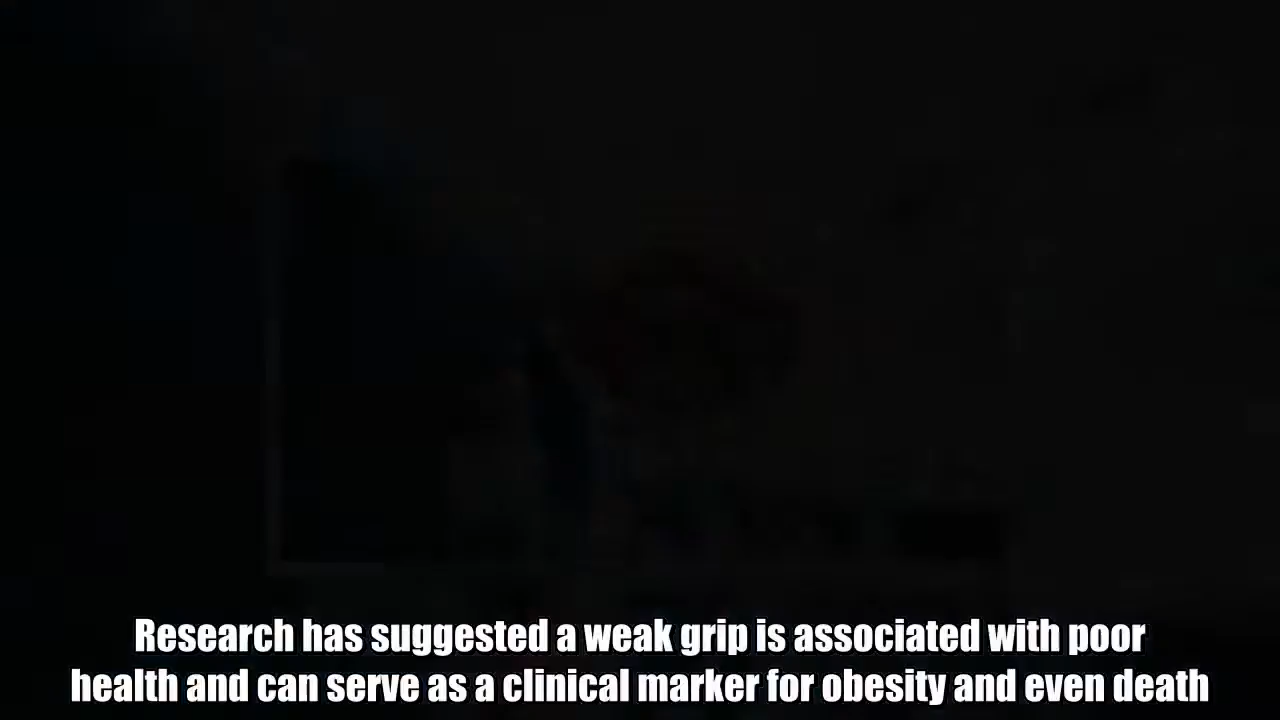 Research has suggested a weak grip is associated with poor
health and can serve as a clinical marker for obesity and even death